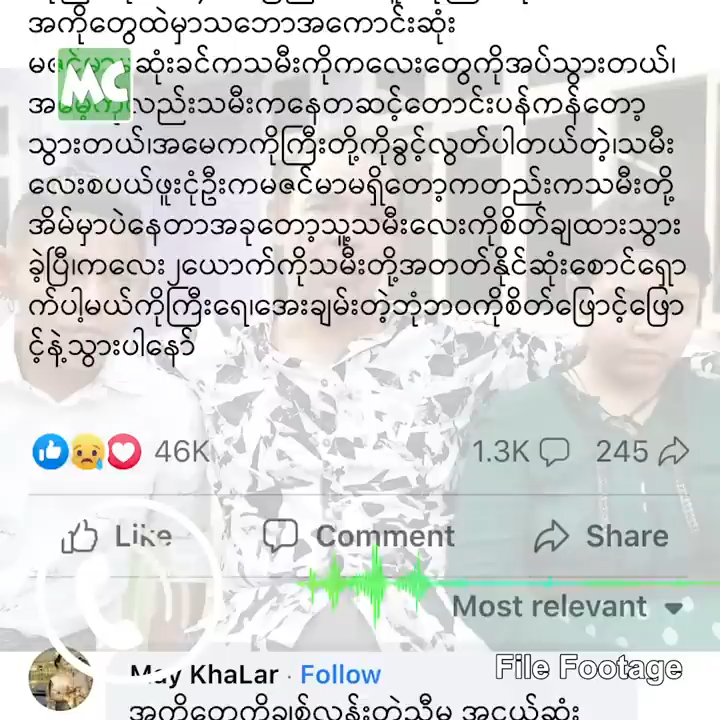 အကိုတွေထဲမှာသဘောအကောင်းဆုံး
ဆုံးခင်ကသမီးကိုကလေးတွေကိုအပ်သွားတယ်၊
MC
လည်းသမီးကနေတဆင့်တောင်းပန်ကန်တော့
သွားတယ်၊အမေကကိုကြီးတို့ကိုခွင့်လွတ်ပါတယ်တဲ့၊သမီး
လေးစပယ်ဖူးငုံဦးကမဇင်မာမရှိတော့ကတည်းကသမီးတို့
အိမ်မှာပဲနေတာအခုတော့သူ့သမီးလေးကိုစိတ်ချထားသွား
ခဲ့ပြီ၊ကလေး၂ယောက်ကိုသမီးတို့အတတ်နိုင်ဆုံးစောင်ရှော
က်ပါ့မယ်ကိုကြီးရေ၊အေးချမ်းတဲ့ဘုံဘဝကိုစိတ်ဖြောင့်ဖြော
င့်နဲ့သွားပါနော်
46K 1.3K 245
Like Comment Share
Most relevant
May KhaLar · Follow
File Footage